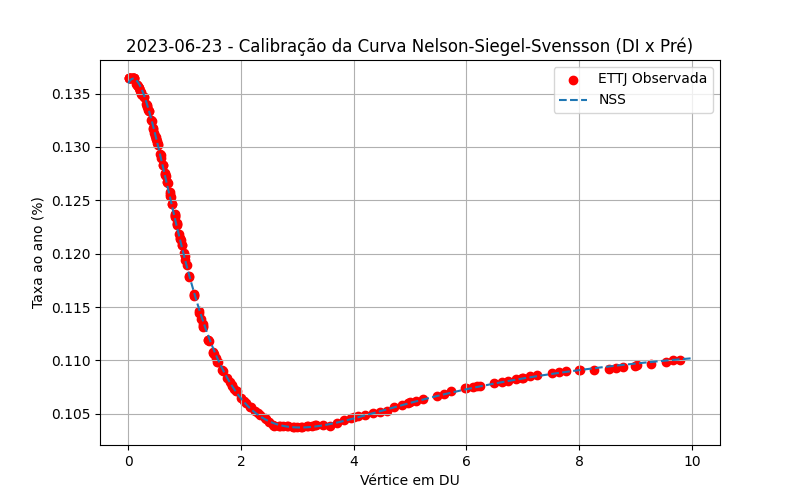 2023-06-23 - Calibração da Curva Nelson-Siegel-Svensson (DI x Pré)
ETTJ Observada
NSS
Taxa ao ano (%)
0.135
0.130
0.125
0.120
0.115
0.110
0.105
0 2 4 6 8 10
Vértice em DU